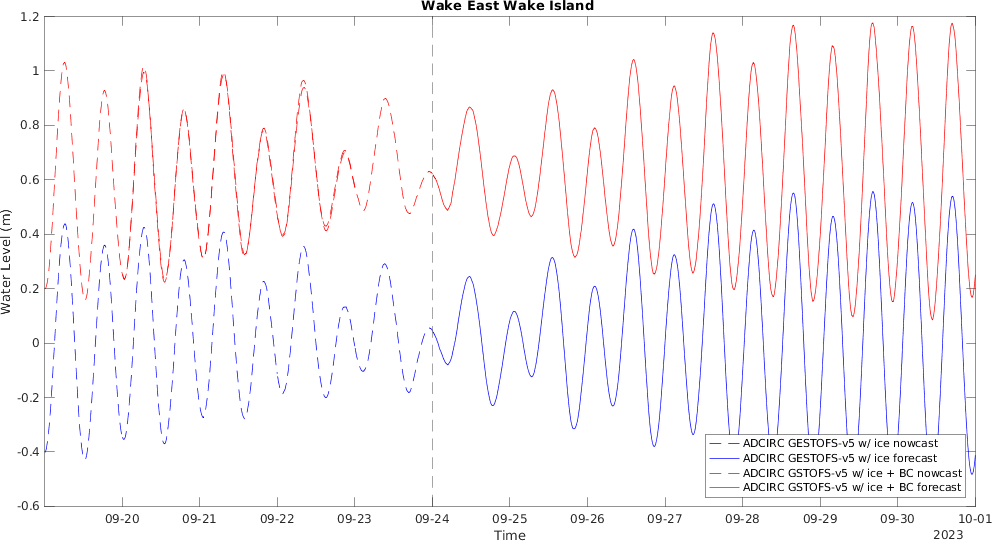 Wake East Wake Island
1.2
1
0.8
0.6
0.4
0.2
0
-0.2
-0.4
-0.6
Water Level (m)
ADCIRC GESTOFS-v5 w/ ice nowcast
ADCIRC GESTOFS-v5 w/ ice forecast
ADCIRC GSTOFS-v5 w/ ice + BC nowcast
ADCIRC GSTOFS-v5 w/ ice + BC forecast
09-20 09-21 09-22 09-23 09-24 09-25 09-26 09-27 09-28 09-29 09-30 10-01
Time
2023